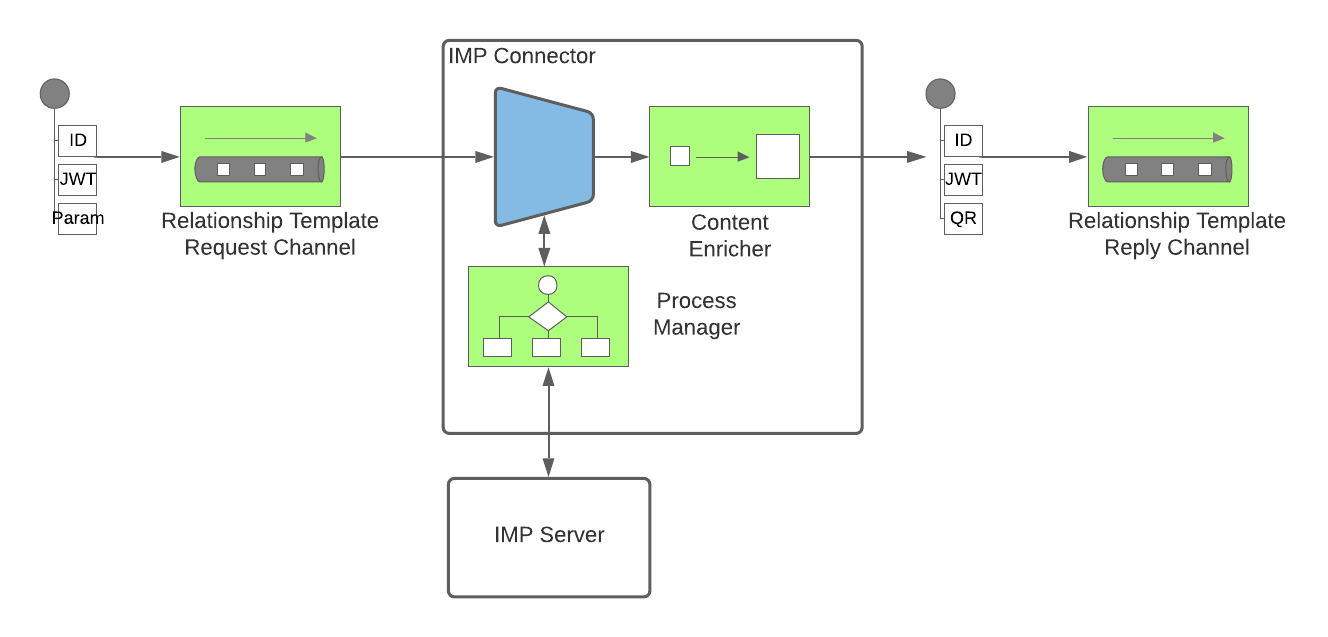 IMP Connector
ID
JWT
Param
Relationship Template
Request Channel
Content
Enricher
Process
Manager
IMP Server
ID
JWT
QR
Relationship Template
Reply Channel